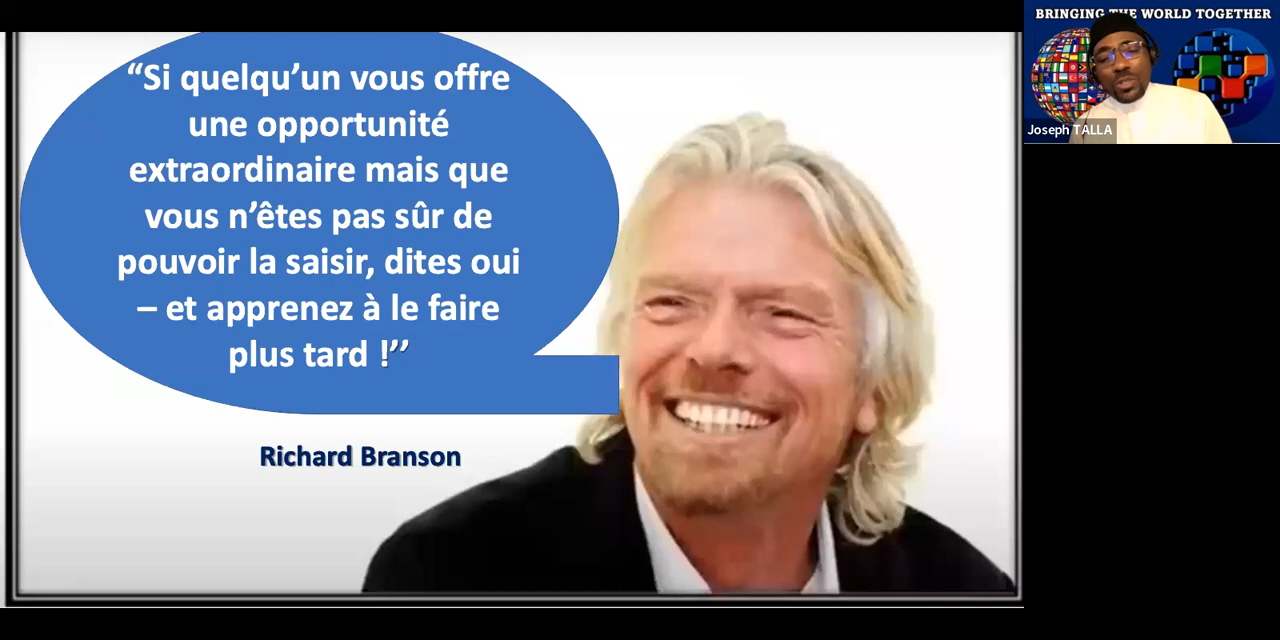 “Si quelqu’un vous offre
une opportunité
extraordinaire mais que
vous n’êtes pas sûr de
pouvoir la saisir, dites oui
– et apprenez à le faire
plus tard !’’
Richard Branson
BRINGING THE WORLD TOGETHER
Joseph TALLA